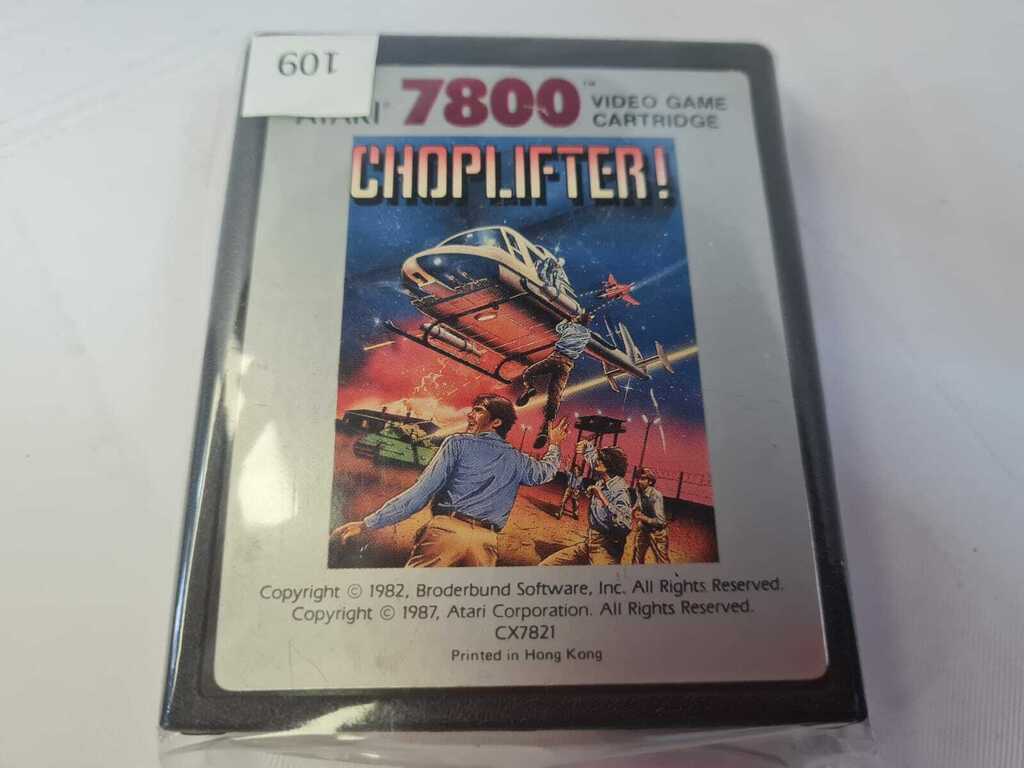 109
ATARI 7800™ VIDEO GAME
CARTRIDGE
CHOPLIFTER!
Copyright © 1982, Broderbund Software, Inc. All Rights Reserved.
Copyright © 1987, Atari Corporation. All Rights Reserved.
CX7821
Printed in Hong Kong